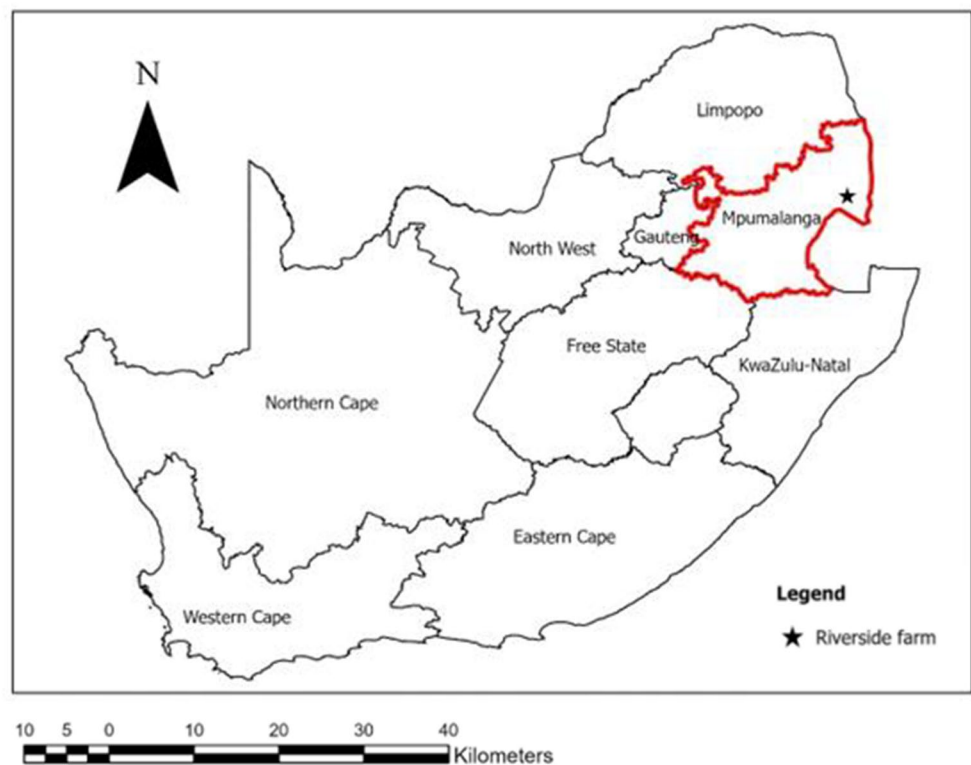 N
Limpopo
Mpumalanga
Gauteng
North West
Free State
KwaZulu-Natal
Northern Cape
Eastern Cape
Western Cape
Legend
Riverside farm
10 5 0 10 20 30 40
Kilometers